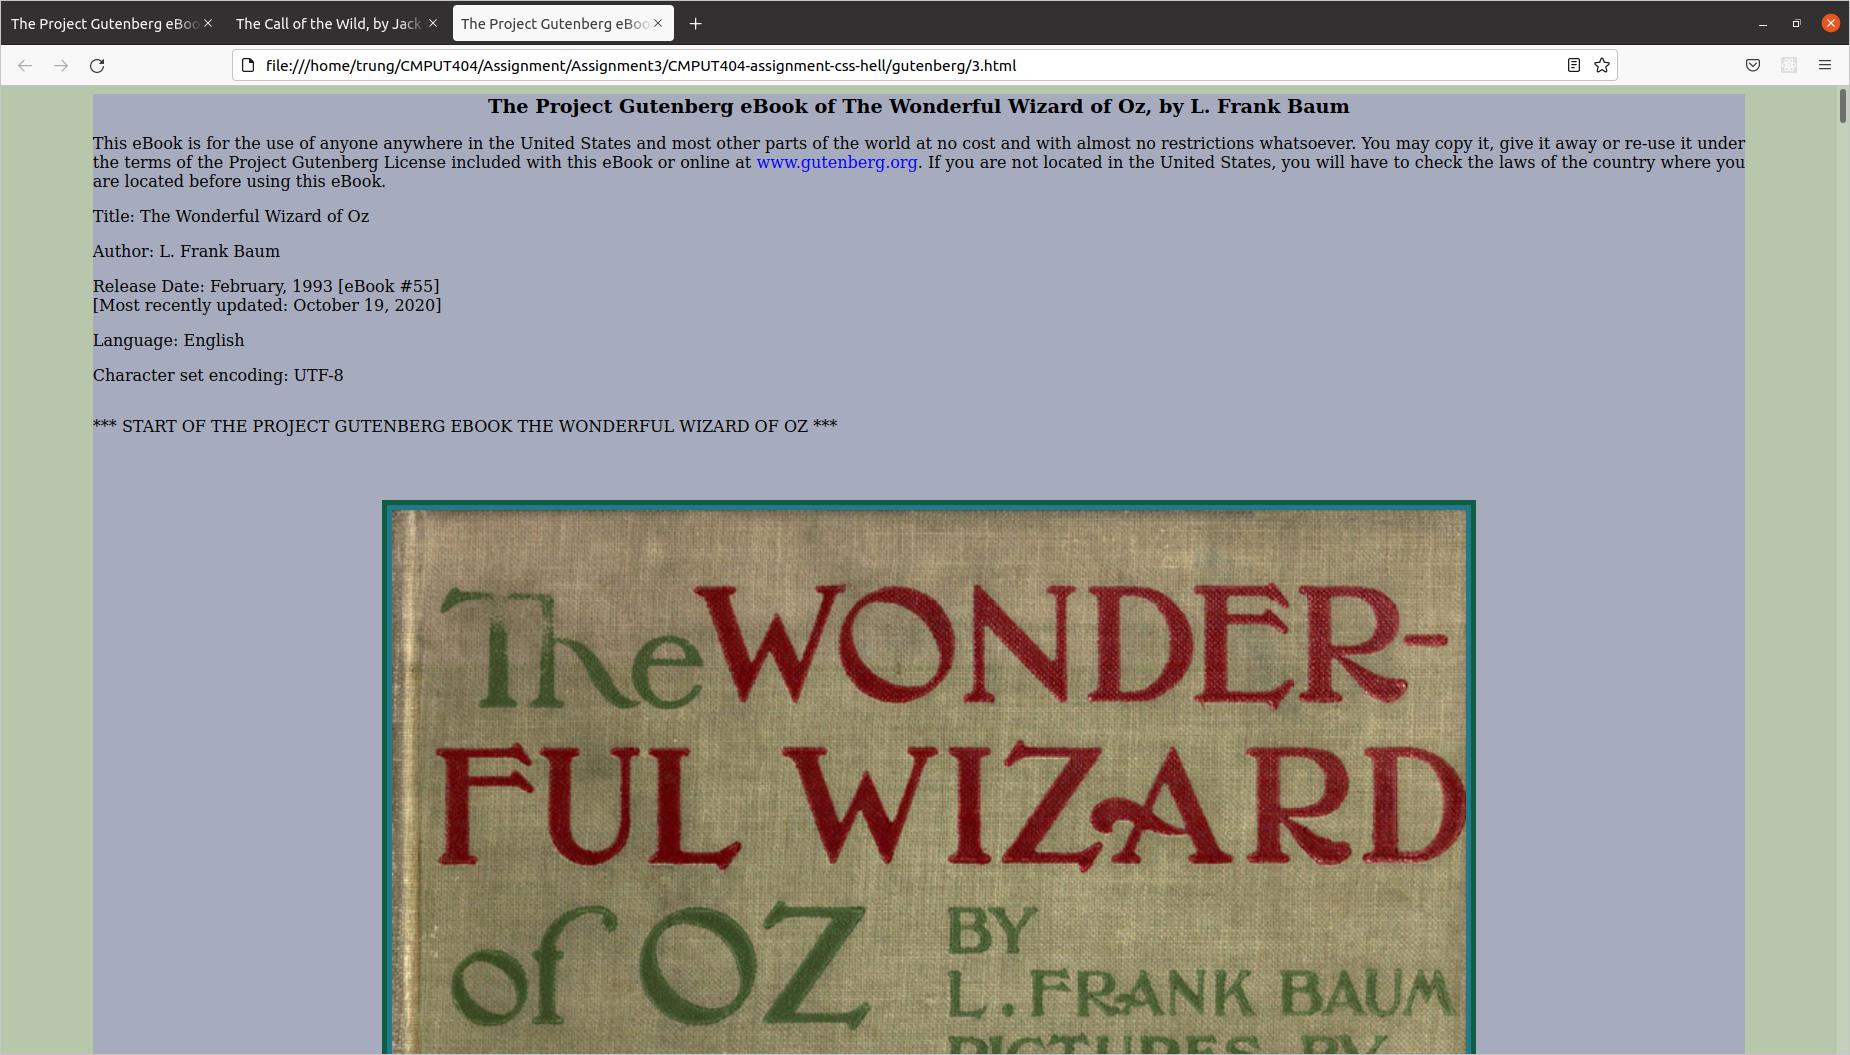 The Project Gutenberg eBoo
The Call of the Wild, by Jack
The Project Gutenberg eBoo
file:///home/trung/CMPUT404/Assignment/Assignment3/CMPUT404-assignment-css-hell/gutenberg/3.html
The Project Gutenberg eBook of The Wonderful Wizard of Oz, by L. Frank Baum
This eBook is for the use of anyone anywhere in the United States and most other parts of the world at no cost and with almost no restrictions whatsoever. You may copy it, give it away or re-use it under
the terms of the Project Gutenberg License included with this eBook or online at www.gutenberg.org. If you are not located in the United States, you will have to check the laws of the country where you
are located before using this eBook.
Title: The Wonderful Wizard of Oz
Author: L. Frank Baum
Release Date: February, 1993 [eBook #55]
[Most recently updated: October 19, 2020]
Language: English
Character set encoding: UTF-8
*** START OF THE PROJECT GUTENBERG EBOOK THE WONDERFUL WIZARD OF OZ ***
The WONDER-
FUL WIZARD
of OZ
BY
L. FRANK BAUM
PICTURES BY